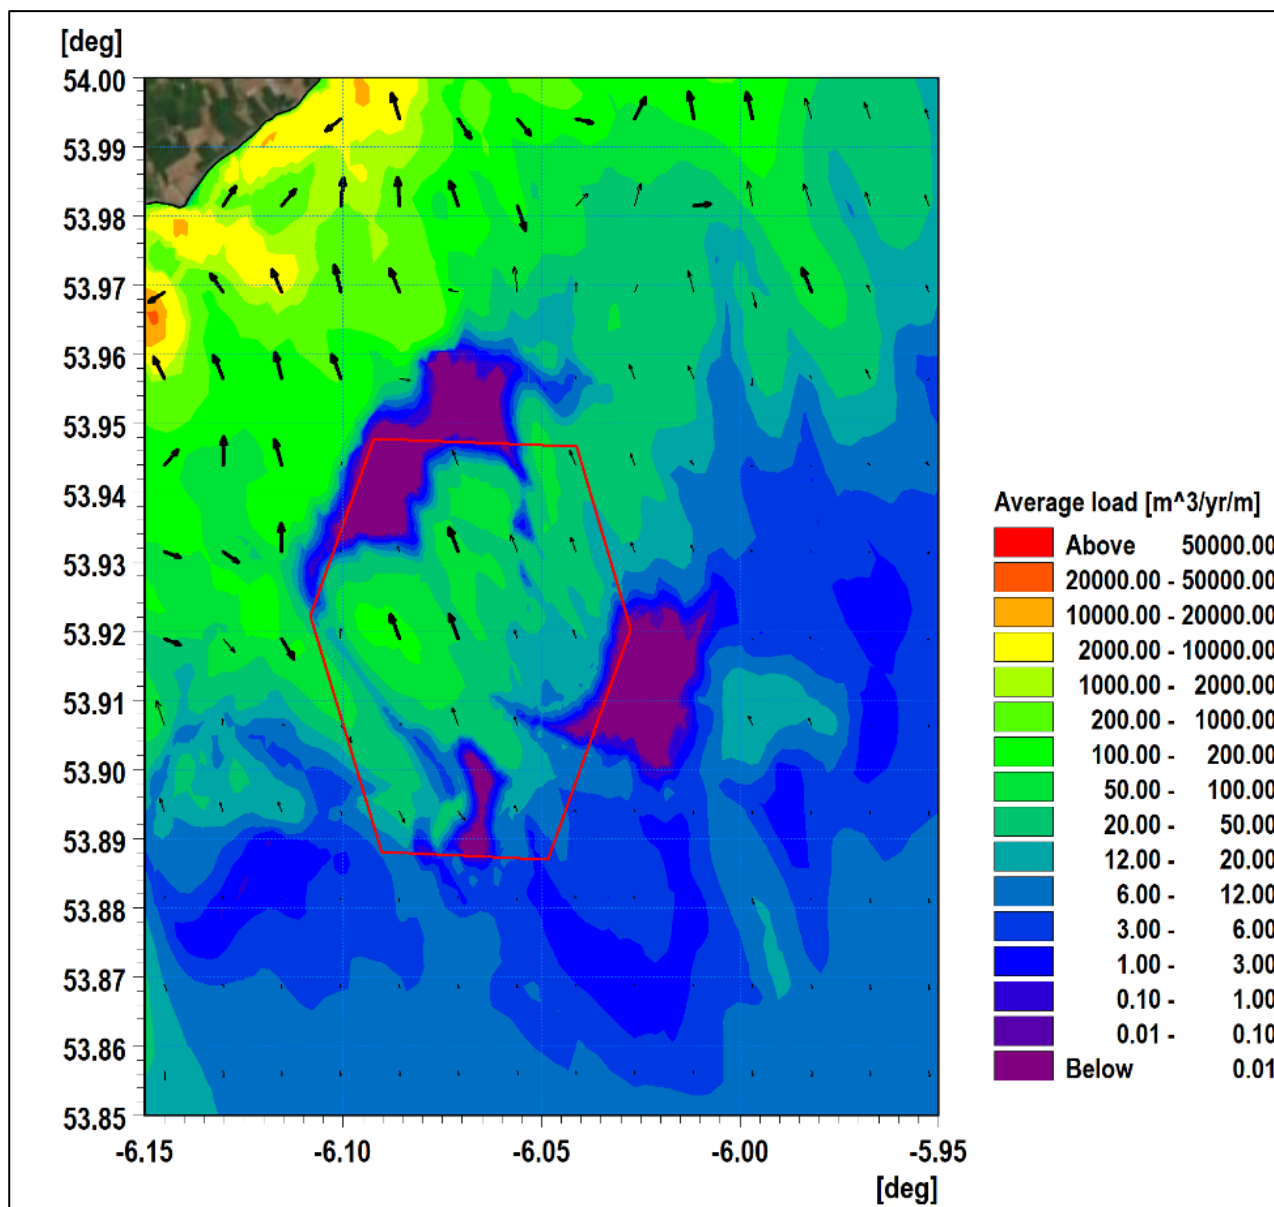 [deg]
54.00
53.99
53.98
53.97
53.96
53.95
53.94
53.93
53.92
53.91
53.90
53.89
53.88
53.87
53.86
53.85
-6.15 -6.10 -6.05 -6.00 -5.95
[deg]
Average load [m^3/yr/m]
Above 50000.00
20000.00 - 50000.00
10000.00 - 20000.00
2000.00 - 10000.00
1000.00 - 2000.00
200.00 - 1000.00
100.00 - 200.00
50.00 - 100.00
20.00 - 50.00
12.00 - 20.00
6.00 - 12.00
3.00 - 6.00
1.00 - 3.00
0.10 - 1.00
0.01 - 0.10
Below 0.01